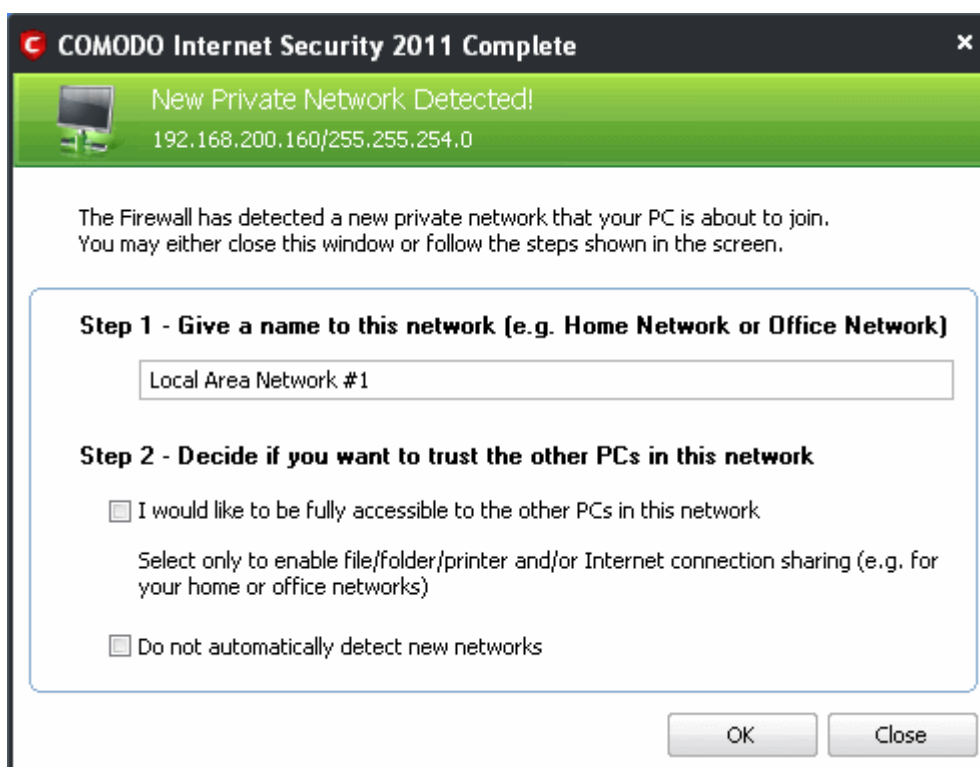 COMODO Internet Security 2011 Complete
New Private Network Detected!
192.168.200.160/255.255.254.0
The Firewall has detected a new private network that your PC is about to join.
You may either close this window or follow the steps shown in the screen.
Step 1 - Give a name to this network (e.g. Home Network or Office Network)
Local Area Network #1
Step 2 - Decide if you want to trust the other PCs in this network
I would like to be fully accessible to the other PCs in this network
Select only to enable file/folder/printer and/or Internet connection sharing (e.g. for
your home or office networks)
Do not automatically detect new networks
OK Close